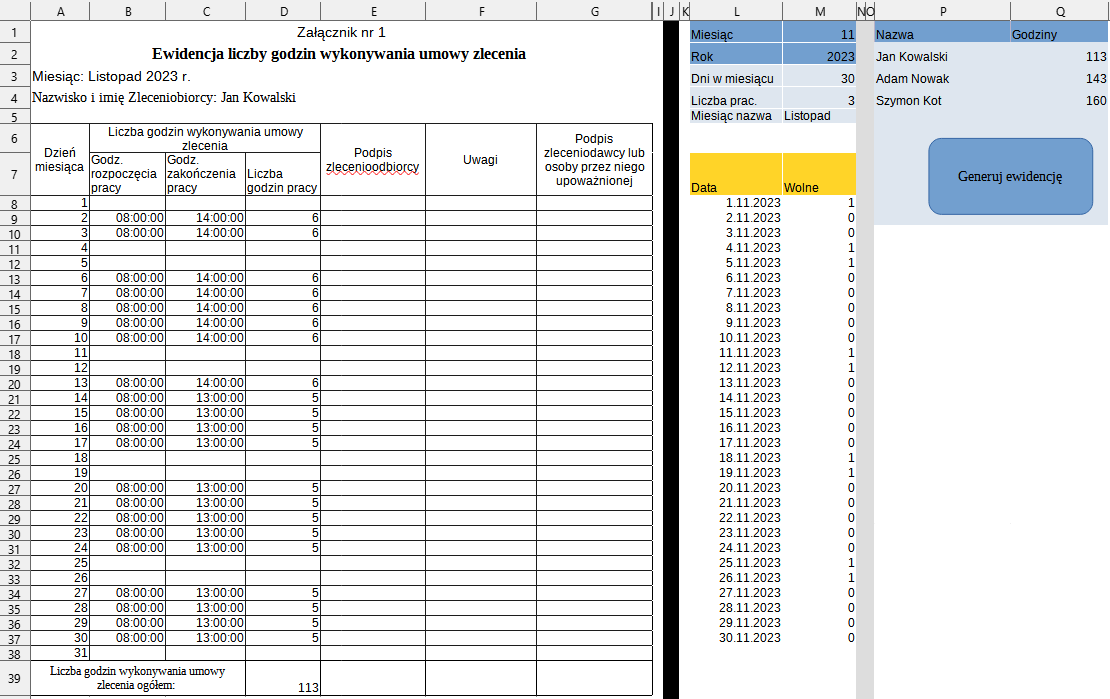 A B C D E F G I J K L M N O P Q
1 Załącznik nr 1 Miesiąc 11 Nazwa Godziny
2 Ewidencja liczby godzin wykonywania umowy zlecenia Rok 2023 Jan Kowalski 113
3 Miesiąc: Listopad 2023 r. Dni w miesiącu 30 Adam Nowak 143
4 Nazwisko i imię Zleceniobiorcy: Jan Kowalski Liczba prac. 3 Szymon Kot 160
5 Miesiąc nazwa Listopad
6 Dzień miesiąca Liczba godzin wykonywania umowy zlecenia Podpis zlecenioodbiorcy Uwagi Podpis zleceniodawcy lub osoby przez niego upoważnionej
7 Godz. rozpoczęcia pracy Godz. zakończenia pracy Liczba godzin pracy Data Wolne Generuj ewidencję
8 1 1.11.2023 1
9 2 08:00:00 14:00:00 6 2.11.2023 0
10 3 08:00:00 14:00:00 6 3.11.2023 0
11 4 4.11.2023 1
12 5 5.11.2023 1
13 6 08:00:00 14:00:00 6 6.11.2023 0
14 7 08:00:00 14:00:00 6 7.11.2023 0
15 8 08:00:00 14:00:00 6 8.11.2023 0
16 9 08:00:00 14:00:00 6 9.11.2023 0
17 10 08:00:00 14:00:00 6 10.11.2023 0
18 11 11.11.2023 1
19 12 12.11.2023 1
20 13 08:00:00 14:00:00 6 13.11.2023 0
21 14 08:00:00 13:00:00 5 14.11.2023 0
22 15 08:00:00 13:00:00 5 15.11.2023 0
23 16 08:00:00 13:00:00 5 16.11.2023 0
24 17 08:00:00 13:00:00 5 17.11.2023 0
25 18 18.11.2023 1
26 19 19.11.2023 1
27 20 08:00:00 13:00:00 5 20.11.2023 0
28 21 08:00:00 13:00:00 5 21.11.2023 0
29 22 08:00:00 13:00:00 5 22.11.2023 0
30 23 08:00:00 13:00:00 5 23.11.2023 0
31 24 08:00:00 13:00:00 5 24.11.2023 0
32 25 25.11.2023 1
33 26 26.11.2023 1
34 27 08:00:00 13:00:00 5 27.11.2023 0
35 28 08:00:00 13:00:00 5 28.11.2023 0
36 29 08:00:00 13:00:00 5 29.11.2023 0
37 30 08:00:00 13:00:00 5 30.11.2023 0
38 31
39 Liczba godzin wykonywania umowy zlecenia ogółem: 113